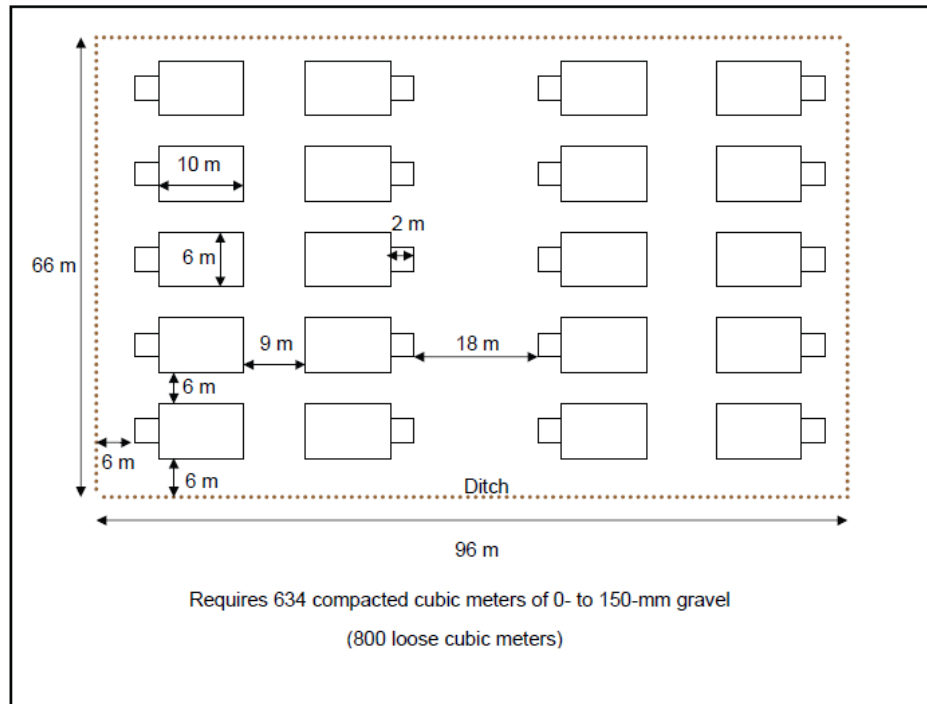 10 m
2 m
66 m
6 m
9 m
18 m
6 m
6 m
6 m
Ditch
96 m
Requires 634 compacted cubic meters of 0- to 150-mm gravel
(800 loose cubic meters)